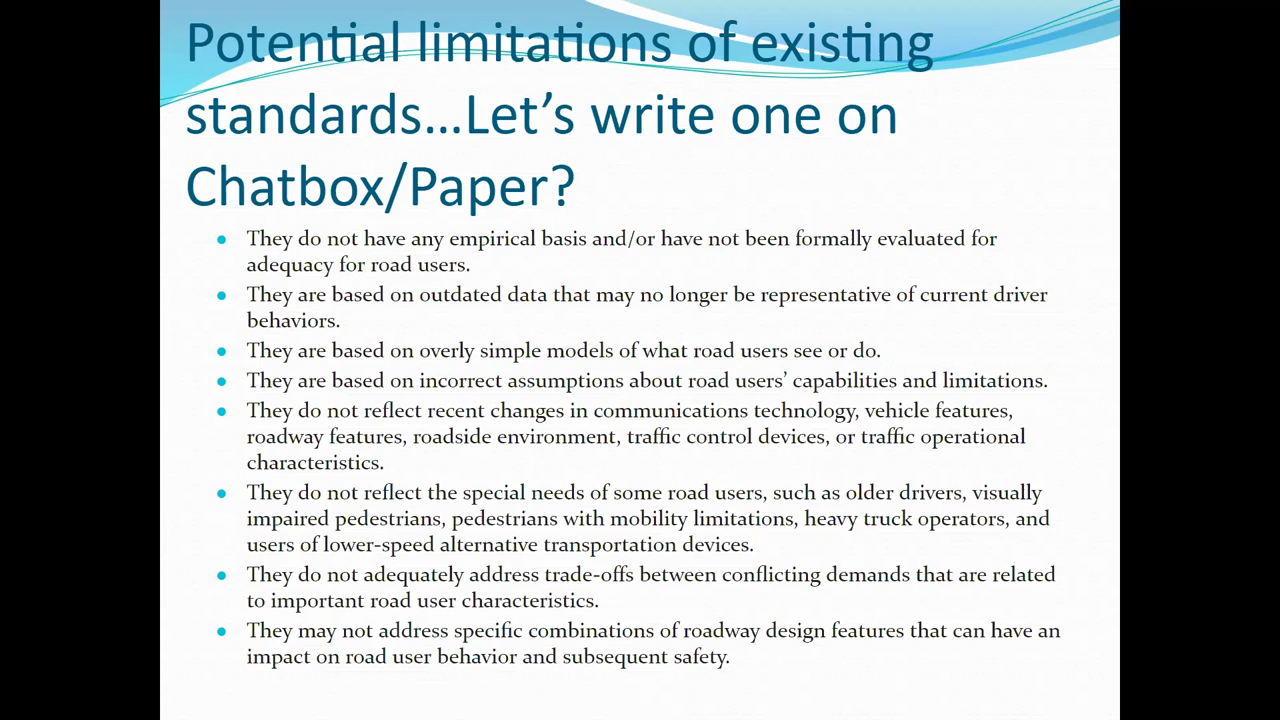 Potential limitations of existing
standards...Let's write one on
Chatbox/Paper?
They do not have any empirical basis and/or have not been formally evaluated for
adequacy for road users.
They are based on outdated data that may no longer be representative of current driver
behaviors.
They are based on overly simple models of what road users see or do.
They are based on incorrect assumptions about road users' capabilities and limitations.
They do not reflect recent changes in communications technology, vehicle features,
roadway features, roadside environment, traffic control devices, or traffic operational
characteristics.
They do not reflect the special needs of some road users, such as older drivers, visually
impaired pedestrians, pedestrians with mobility limitations, heavy truck operators, and
users of lower-speed alternative transportation devices.
They do not adequately address trade-offs between conflicting demands that are related
to important road user characteristics.
They may not address specific combinations of roadway design features that can have an
impact on road user behavior and subsequent safety.